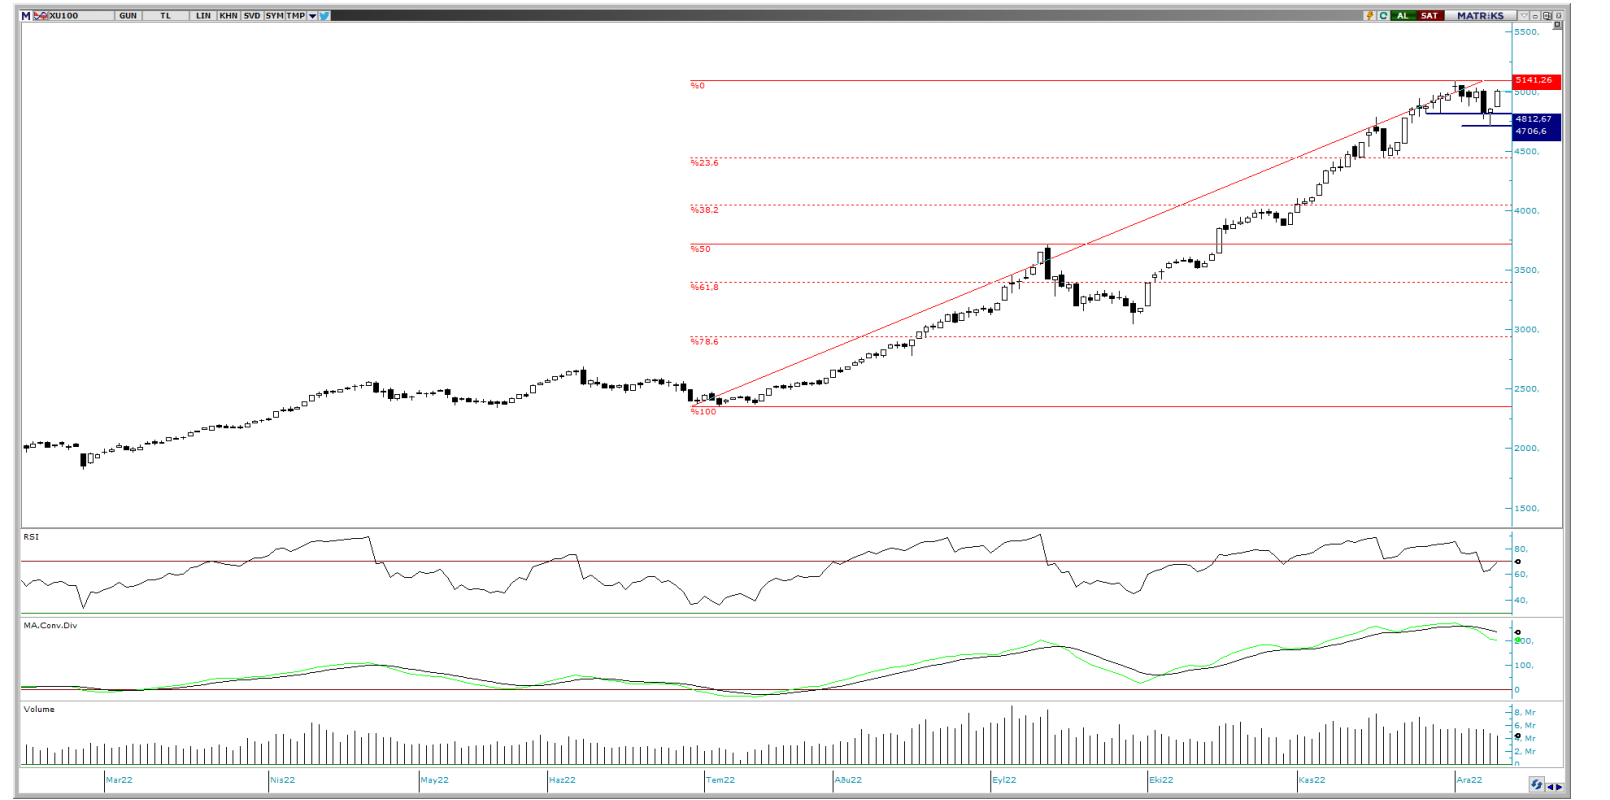 M XU100 GUN TL LIN KHN SVD SYM TMP AL SAT MATRİKS
5500,
%0
5141,26
5000,
4812,67
4706,6
4500,
%23.6
%38.2
4000,
%50
3500,
%61.8
3000,
%78.6
2500,
%100
2000,
1500,
RSI
80,
60,
40,
MA.Conv.Div
200,
100,
0
Volume
8, Mr
6, Mr
4, Mr
2, Mr
0
Mar22 Nis22 May22 Haz22 Tem22 Ağu22 Eyl22 Eki22 Kas22 Ara22